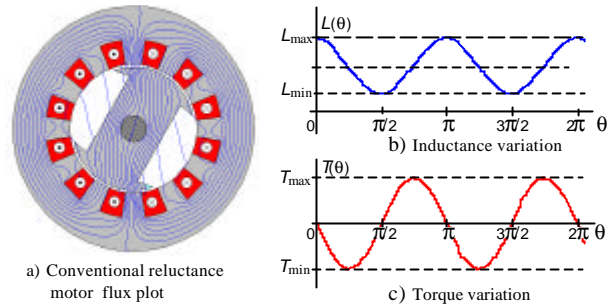 Lmax
L(θ)
Lmin
0
π/2
π
3π/2
2π
θ
b) Inductance variation
Tmax
T(θ)
0
π/2
π
3π/2
2π
θ
Tmin
c) Torque variation
a) Conventional reluctance
motor flux plot